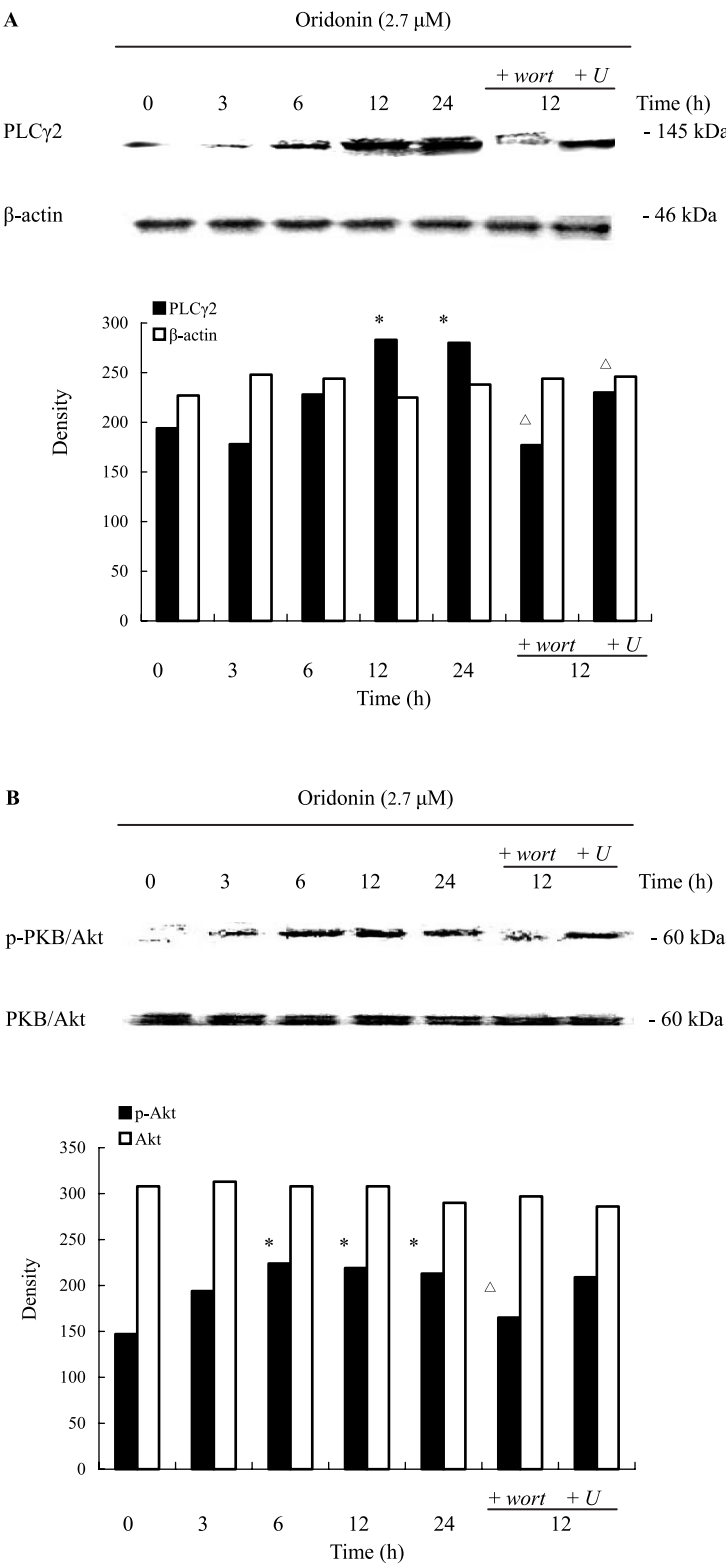 A
Oridonin (2.7 μM)
+ wort + U
0 3 6 12 24 12 Time (h)
PLCγ2 - 145 kDa
β-actin - 46 kDa
PLCγ2
β-actin
* *
△ △
Density
300
250
200
150
100
50
0
+ wort + U
0 3 6 12 24 12
Time (h)
B
Oridonin (2.7 μM)
+ wort + U
0 3 6 12 24 12 Time (h)
p-PKB/Akt - 60 kDa
PKB/Akt - 60 kDa
p-Akt
Akt
* * *
△
Density
350
300
250
200
150
100
50
0
+ wort + U
0 3 6 12 24 12
Time (h)